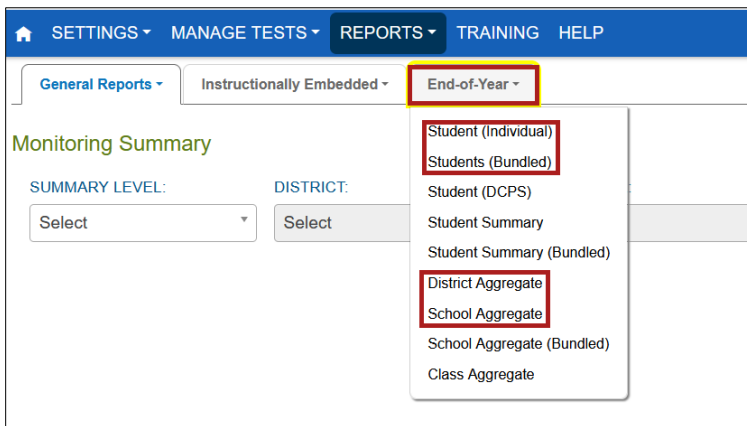 SETTINGS MANAGE TESTS REPORTS TRAINING HELP
General Reports Instructionally Embedded End-of-Year
Monitoring Summary
SUMMARY LEVEL: DISTRICT: :
Select Select
Student (Individual)
Students (Bundled)
Student (DCPS)
Student Summary
Student Summary (Bundled)
District Aggregate
School Aggregate
School Aggregate (Bundled)
Class Aggregate